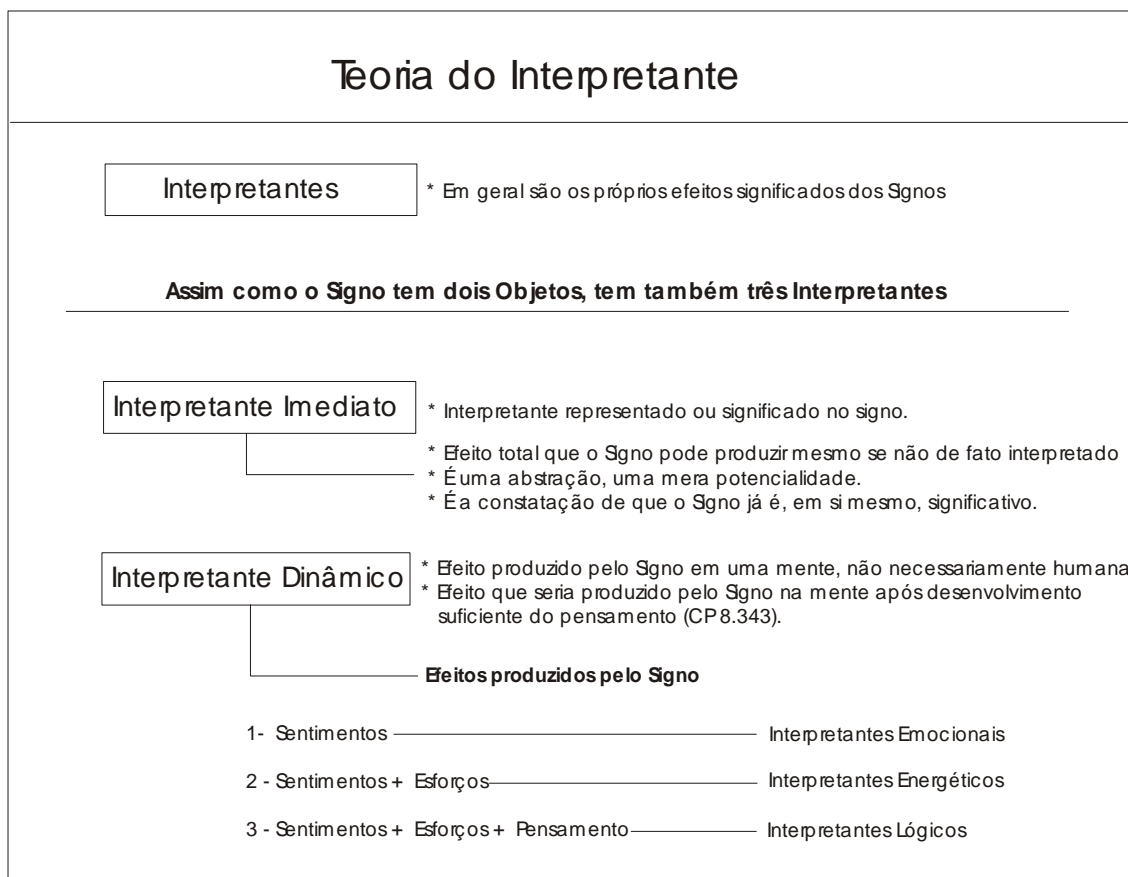 Teoria do Interpretante
Interpretantes
* Em geral são os próprios efeitos significados dos Signos
Assim como o Signo tem dois Objetos, tem também três Interpretantes
Interpretante Imediato
* Interpretante representado ou significado no signo.
* Efeito total que o Signo pode produzir mesmo se não de fato interpretado
* É uma abstração, uma mera potencialidade.
* É a constatação de que o Signo já é, em si mesmo, significativo.
Interpretante Dinâmico
* Efeito produzido pelo Signo em uma mente, não necessariamente humana
* Efeito que seria produzido pelo Signo na mente após desenvolvimento
suficiente do pensamento (CP 8.343).
Efeitos produzidos pelo Signo
1- Sentimentos Interpretantes Emocionais
2 - Sentimentos + Esforços Interpretantes Energéticos
3 - Sentimentos + Esforços + Pensamento Interpretantes Lógicos